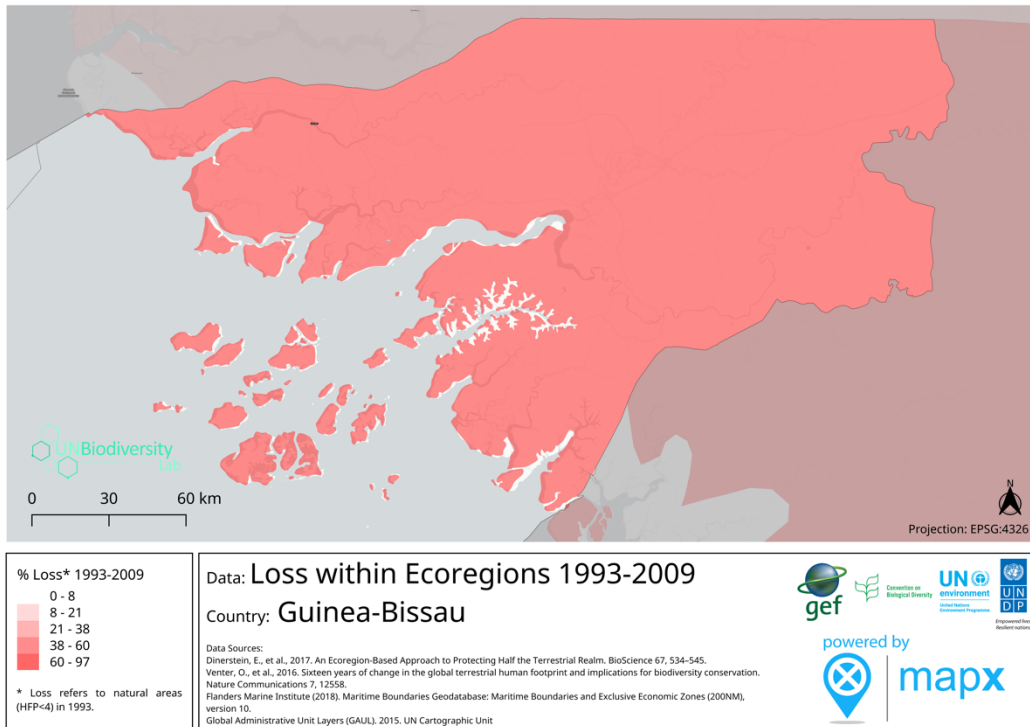 UNBiodiversity
Lab
0 30 60 km
N
Projection: EPSG:4326
% Loss* 1993-2009
0 - 8
8 - 21
21 - 38
38 - 60
60 - 97
* Loss refers to natural areas
(HFP<4) in 1993.
Data: Loss within Ecoregions 1993-2009
Country: Guinea-Bissau
Data Sources:
Dinerstein, E., et al., 2017. An Ecoregion-Based Approach to Protecting Half the Terrestrial Realm. BioScience 67, 534–545.
Venter, O., et al., 2016. Sixteen years of change in the global terrestrial human footprint and implications for biodiversity conservation.
Nature Communications 7, 12558.
Flanders Marine Institute (2018). Maritime Boundaries Geodatabase: Maritime Boundaries and Exclusive Economic Zones (200NM),
version 10.
Global Administrative Unit Layers (GAUL). 2015. UN Cartographic Unit
gef
Convention on
Biological Diversity
UN
environment
United Nations
Environment Programme
U N
D P
Empowered lives.
Resilient nations.
powered by
mapx